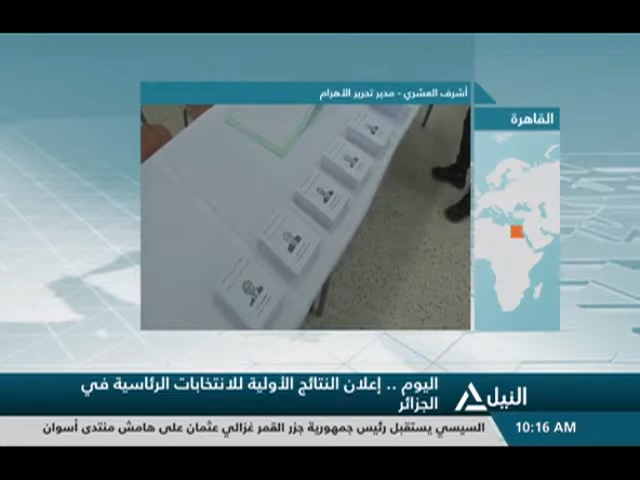 أشرف العشري - مدير تحرير الأهرام
القاهرة
اليوم .. إعلان النتائج الأولية للانتخابات الرئاسية في
الجزائر
النيل
السيسي يستقبل رئيس جمهورية جزر القمر غزالي عثمان على هامش منتدى أسوان
10:16 AM